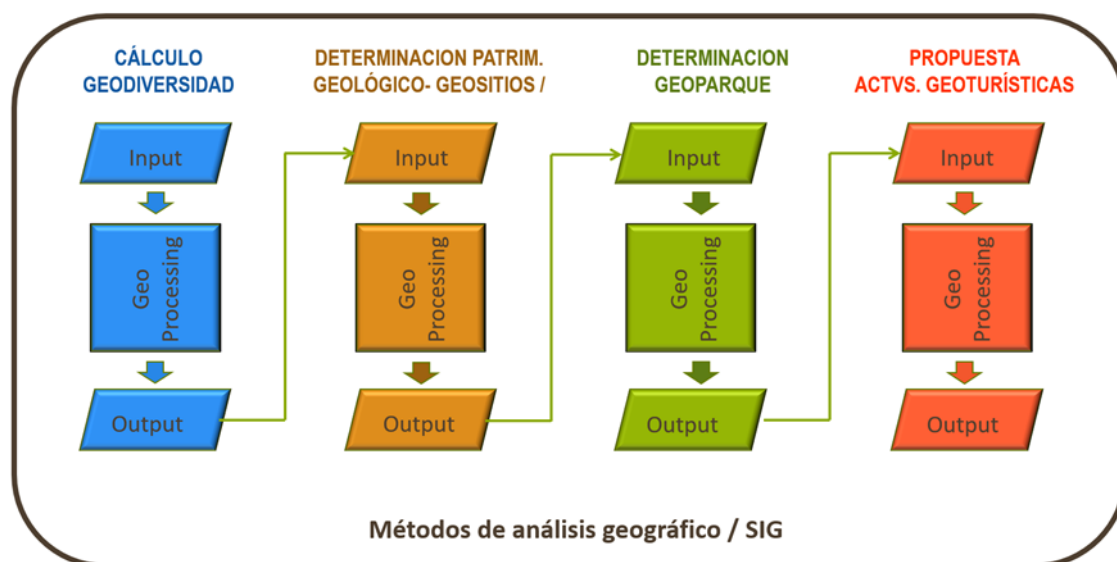 CÁLCULO
GEODIVERSIDAD
DETERMINACION PATRIM.
GEOLÓGICO- GEOSITIOS /
DETERMINACION
GEOPARQUE
PROPUESTA
ACTVS. GEOTURÍSTICAS
Input
Input
Input
Input
Geo
Processing
Geo
Processing
Geo
Processing
Geo
Processing
Output
Output
Output
Output
Métodos de análisis geográfico / SIG